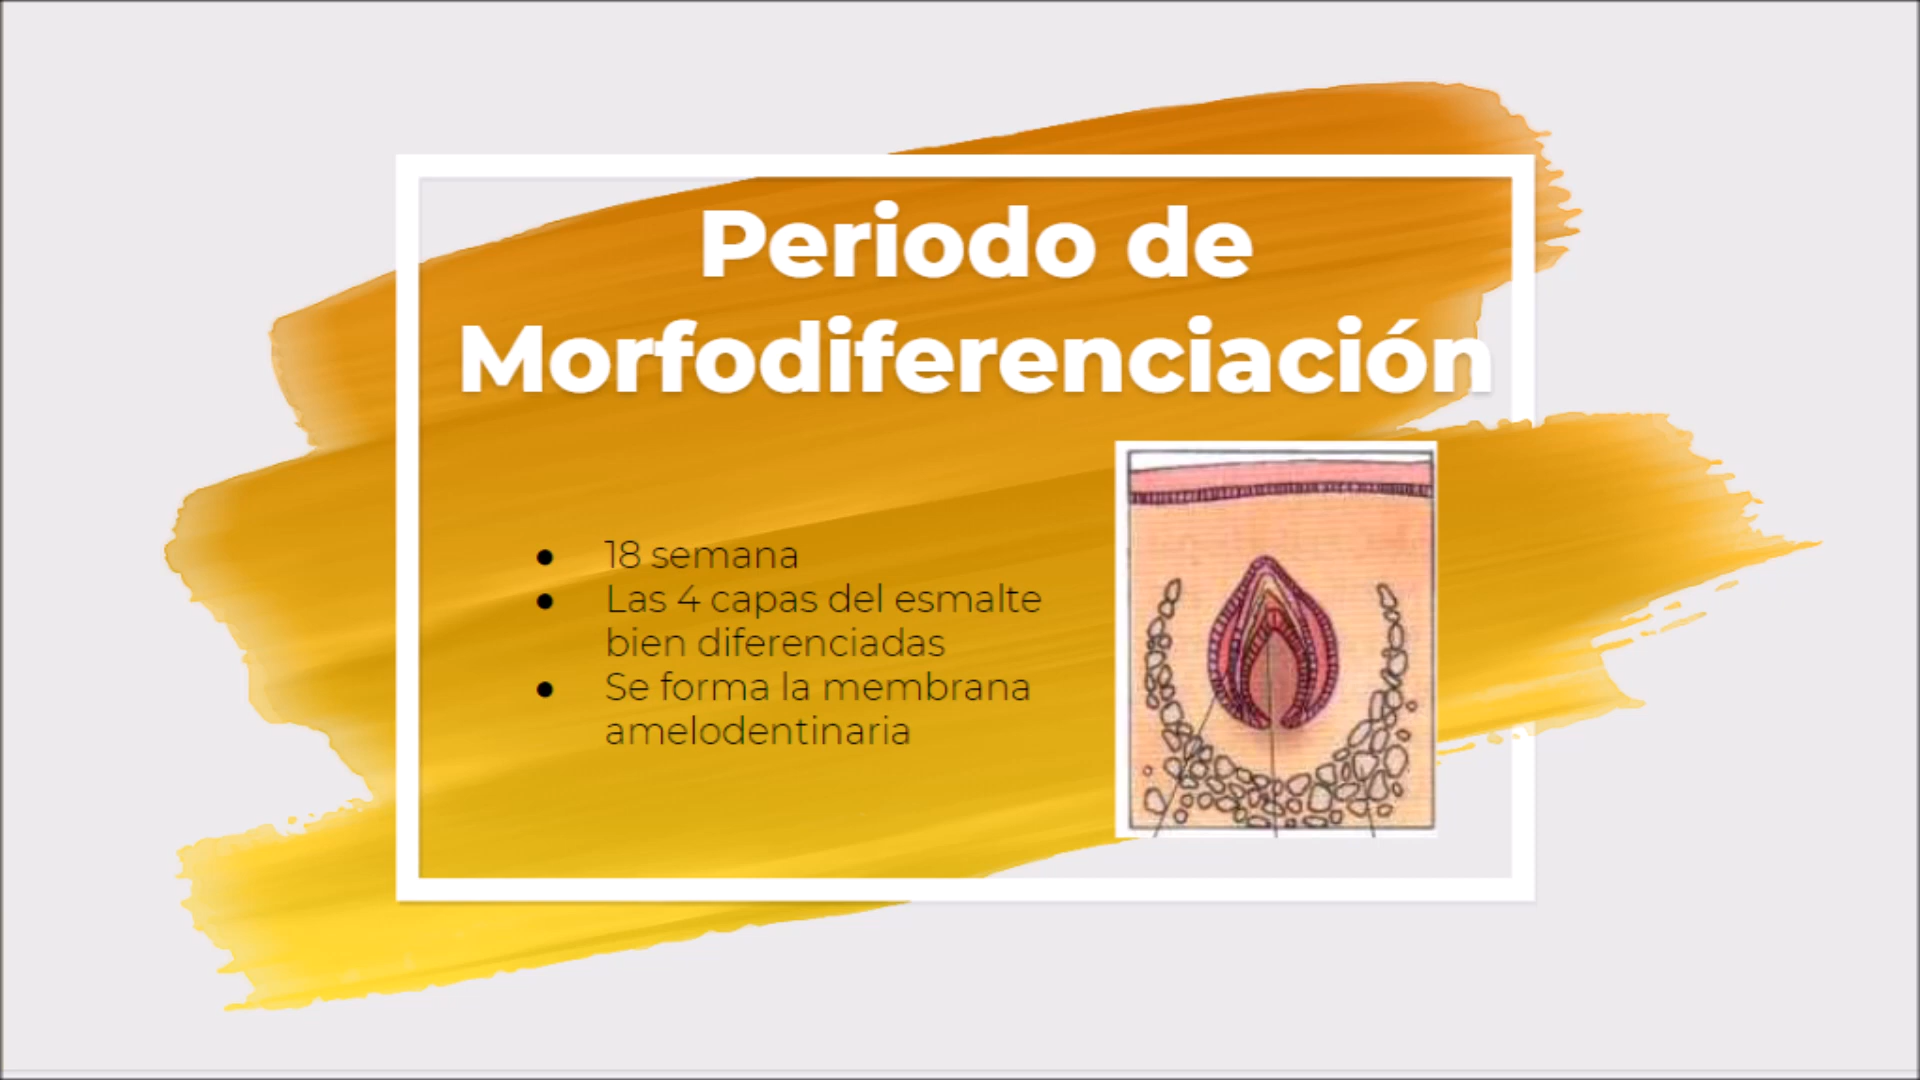 Periodo de
Morfodiferenciación
● 18 semana
● Las 4 capas del esmalte
bien diferenciadas
● Se forma la membrana
amelodentinaria